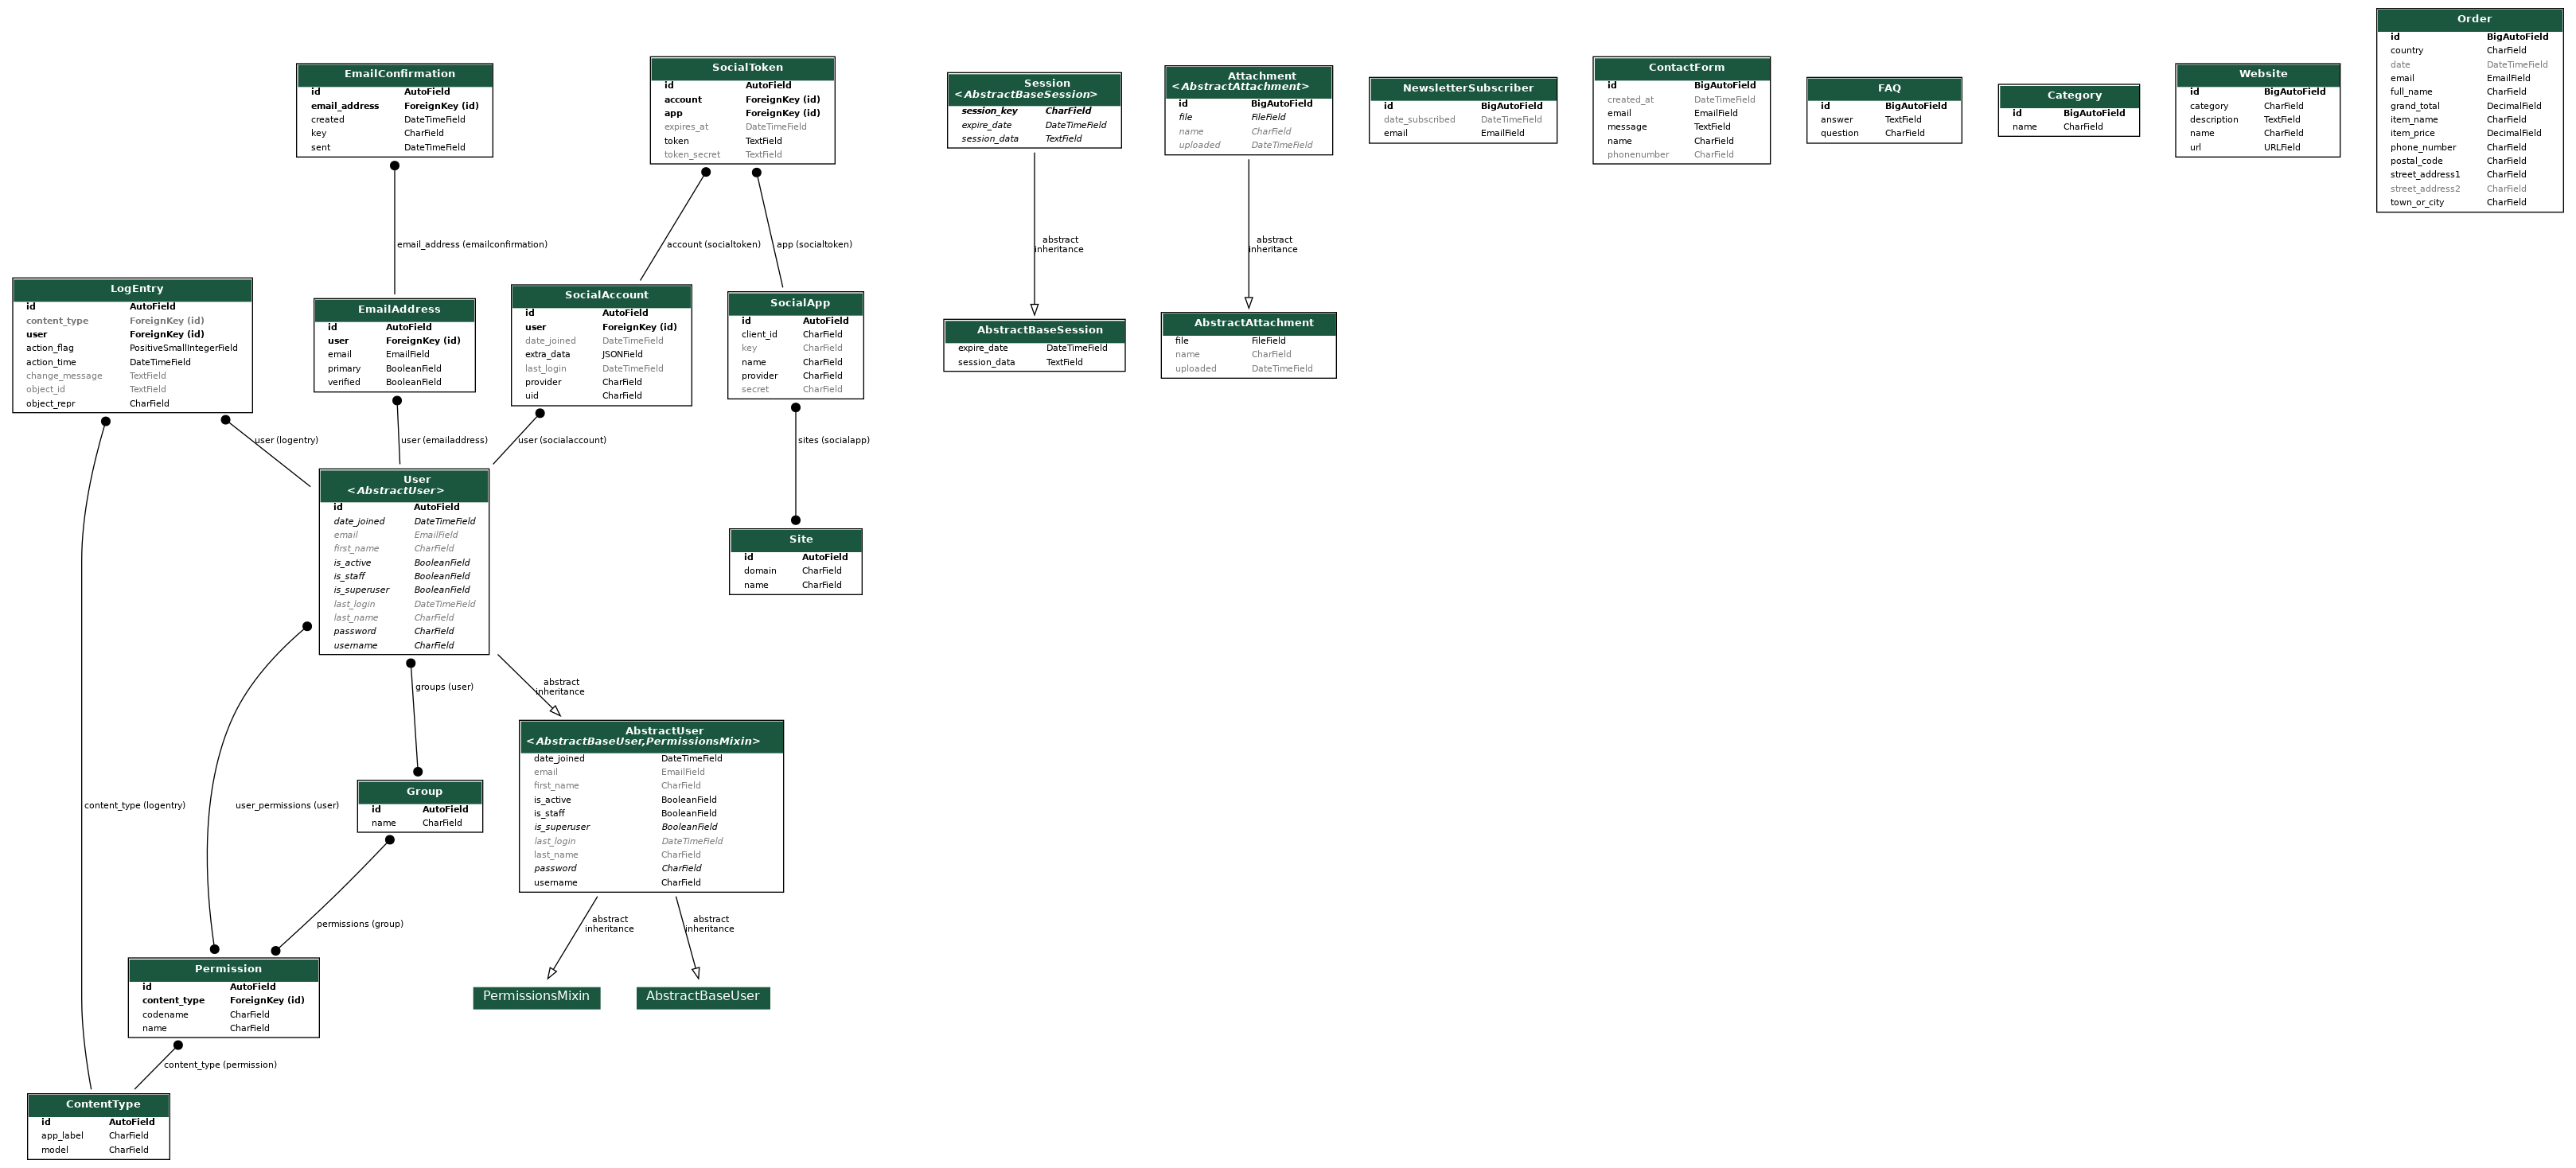 Order
id BigAutoField
country CharField
date DateTimeField
email EmailField
full_name CharField
grand_total DecimalField
item_name CharField
item_price DecimalField
phone_number CharField
postal_code CharField
street_address1 CharField
street_address2 CharField
town_or_city CharField
EmailConfirmation
id AutoField
email_address ForeignKey (id)
created DateTimeField
key CharField
sent DateTimeField
SocialToken
id AutoField
account ForeignKey (id)
app ForeignKey (id)
expires_at DateTimeField
token TextField
token_secret TextField
Session
<AbstractBaseSession>
session_key CharField
expire_date DateTimeField
session_data TextField
Attachment
<AbstractAttachment>
id BigAutoField
file FileField
name CharField
uploaded DateTimeField
NewsletterSubscriber
id BigAutoField
date_subscribed DateTimeField
email EmailField
ContactForm
id BigAutoField
created_at DateTimeField
email EmailField
message TextField
name CharField
phonenumber CharField
FAQ
id BigAutoField
answer TextField
question CharField
Category
id BigAutoField
name CharField
Website
id BigAutoField
category CharField
description TextField
name CharField
url URLField
email_address (emailconfirmation)
account (socialtoken)
app (socialtoken)
abstract
inheritance
abstract
inheritance
LogEntry
id AutoField
content_type ForeignKey (id)
user ForeignKey (id)
action_flag PositiveSmallIntegerField
action_time DateTimeField
change_message TextField
object_id TextField
object_repr CharField
EmailAddress
id AutoField
user ForeignKey (id)
email EmailField
primary BooleanField
verified BooleanField
SocialAccount
id AutoField
user ForeignKey (id)
date_joined DateTimeField
extra_data JSONField
last_login DateTimeField
provider CharField
uid CharField
SocialApp
id AutoField
client_id CharField
key CharField
name CharField
provider CharField
secret CharField
AbstractBaseSession
expire_date DateTimeField
session_data TextField
AbstractAttachment
file FileField
name CharField
uploaded DateTimeField
user (logentry)
user (emailaddress)
user (socialaccount)
sites (socialapp)
User
<AbstractUser>
id AutoField
date_joined DateTimeField
email EmailField
first_name CharField
is_active BooleanField
is_staff BooleanField
is_superuser BooleanField
last_login DateTimeField
last_name CharField
password CharField
username CharField
Site
id AutoField
domain CharField
name CharField
groups (user)
abstract
inheritance
AbstractUser
<AbstractBaseUser,PermissionsMixin>
date_joined DateTimeField
email EmailField
first_name CharField
is_active BooleanField
is_staff BooleanField
is_superuser BooleanField
last_login DateTimeField
last_name CharField
password CharField
username CharField
Group
id AutoField
name CharField
content_type (logentry)
user_permissions (user)
permissions (group)
abstract
inheritance
abstract
inheritance
Permission
id AutoField
content_type ForeignKey (id)
codename CharField
name CharField
PermissionsMixin
AbstractBaseUser
content_type (permission)
ContentType
id AutoField
app_label CharField
model CharField